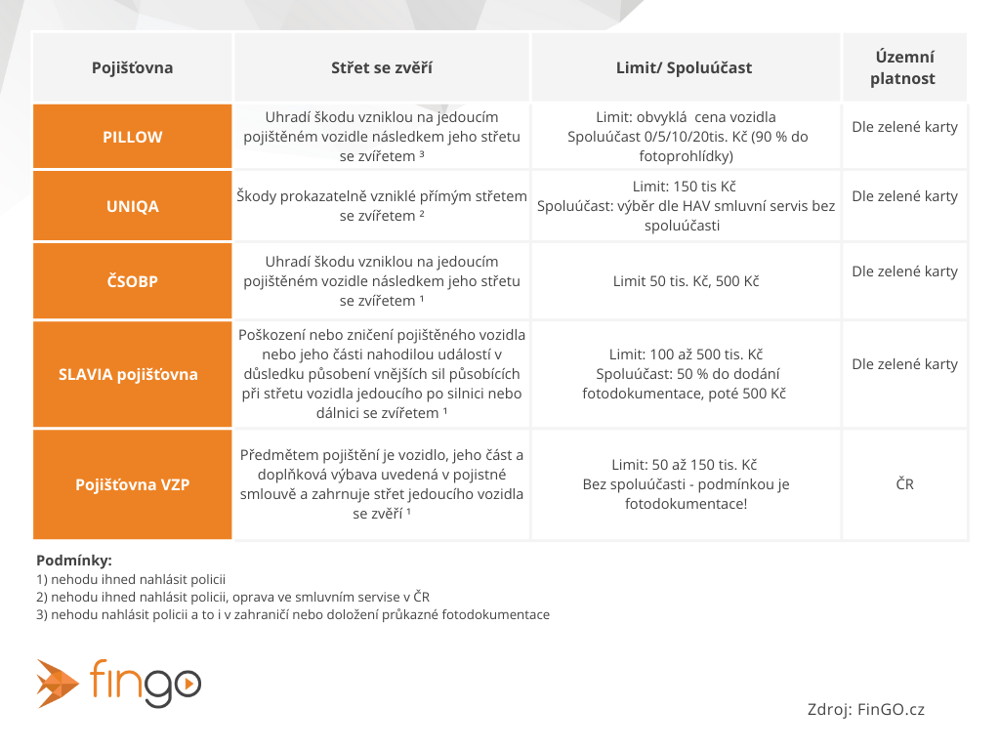 Pojišťovna
Střet se zvěří
Limit/ Spoluúčast
Územní
platnost
PILLOW
Uhradí škodu vzniklou na jedoucím
pojištěném vozidle následkem jeho střetu
se zvířetem ³
Limit: obvyklá  cena vozidla
Spoluúčast 0/5/10/20tis. Kč (90 % do
fotoprohlídky)
Dle zelené karty
UNIQA
Škody prokazatelně vzniklé přímým střetem
se zvířetem ²
Limit: 150 tis Kč
Spoluúčast: výběr dle HAV smluvní servis bez
spoluúčasti
Dle zelené karty
ČSOBP
Uhradí škodu vzniklou na jedoucím
pojištěném vozidle následkem jeho střetu
se zvířetem ¹
Limit 50 tis. Kč, 500 Kč
Dle zelené karty
SLAVIA pojišťovna
Poškození nebo zničení pojištěného vozidla
nebo jeho části nahodilou událostí v
důsledku působení vnějších sil působících
při střetu vozidla jedoucího po silnici nebo
dálnici se zvířetem ¹
Limit: 100 až 500 tis. Kč
Spoluúčast: 50 % do dodání
fotodokumentace, poté 500 Kč
Dle zelené karty
Pojišťovna VZP
Předmětem pojištění je vozidlo, jeho část a
doplňková výbava uvedená v pojistné
smlouvě a zahrnuje střet jedoucího vozidla
se zvěří ¹
Limit: 50 až 150 tis. Kč
Bez spoluúčasti - podmínkou je
fotodokumentace!
ČR
Podmínky:
1) nehodu ihned nahlásit policii
2) nehodu ihned nahlásit policii, oprava ve smluvním servise v ČR
3) nehodu nahlásit policii a to i v zahraničí nebo doložení průkazné fotodokumentace
fingo
Zdroj: FinGO.cz